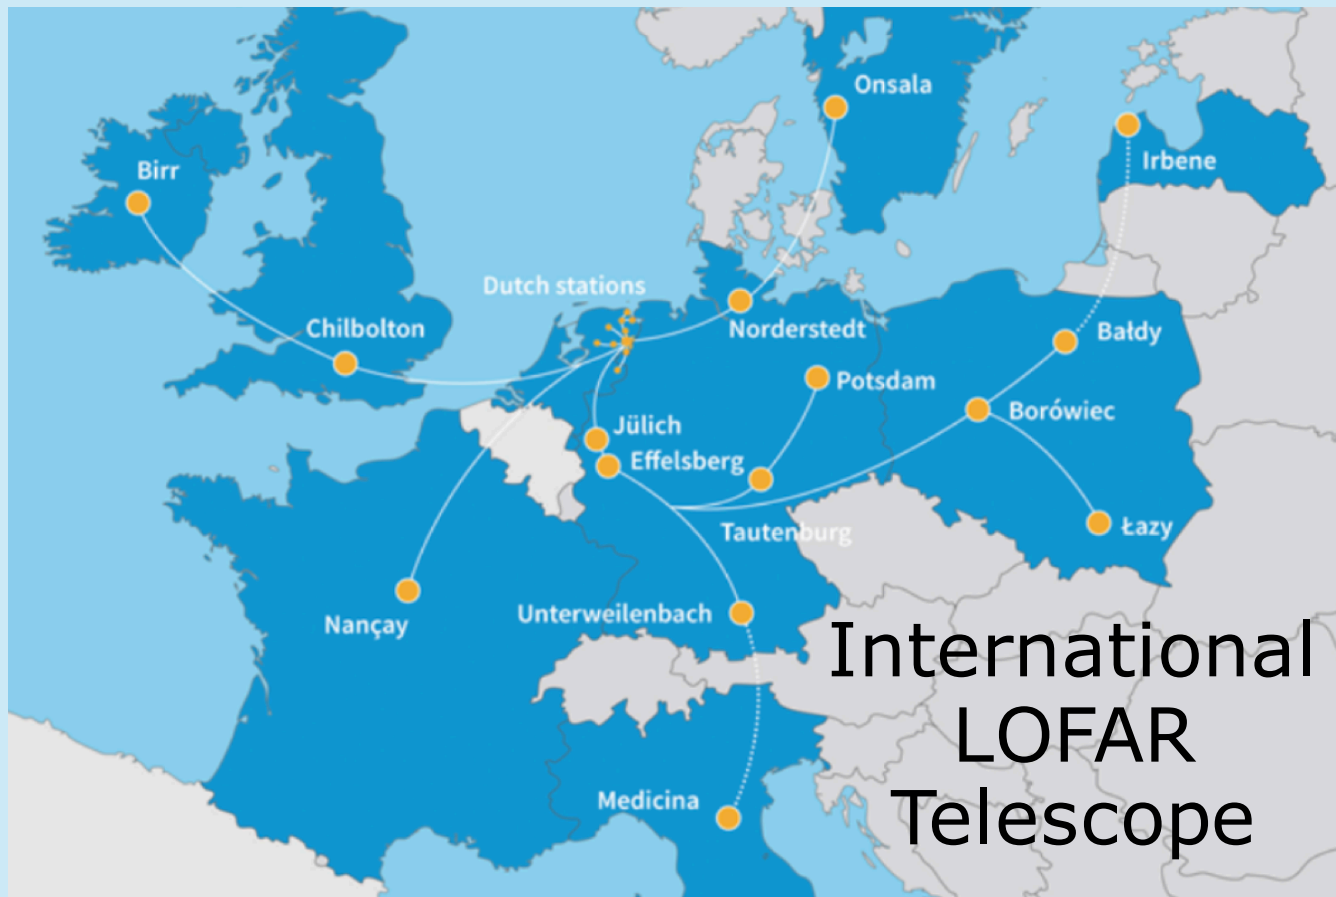 Onsala
Irbene
Birr
Dutch stations
Chilbolton
Norderstedt
Bałdy
Potsdam
Borówiec
Jülich
Effelsberg
Łazy
Tautenburg
Nançay
Unterweilenbach
Medicina
International
LOFAR
Telescope